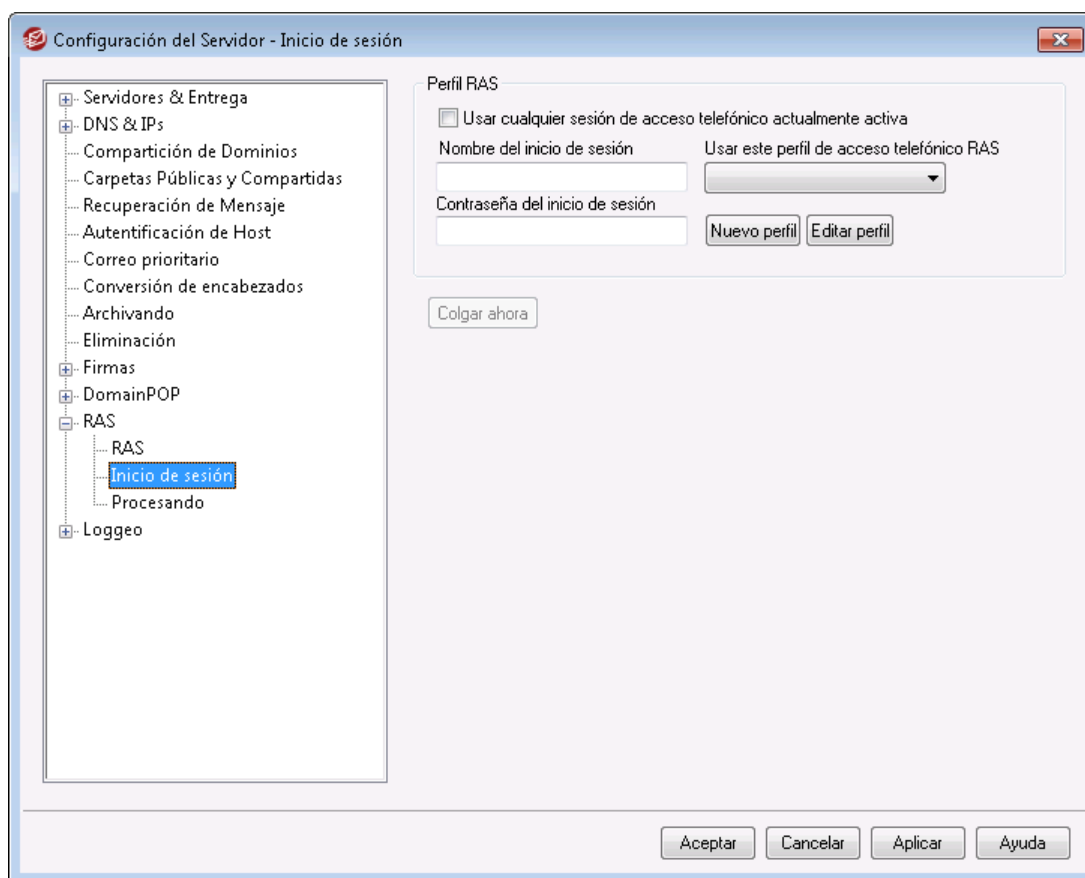 Configuración del Servidor - Inicio de sesión
Servidores & Entrega
DNS & IPs
Compartición de Dominios
Carpetas Públicas y Compartidas
Recuperación de Mensaje
Autentificación de Host
Correo prioritario
Conversión de encabezados
Archivando
Eliminación
Firmas
DomainPOP
RAS
RAS
Inicio de sesión
Procesando
Loggeo
Perfil RAS
Usar cualquier sesión de acceso telefónico actualmente activa
Nombre del inicio de sesión
Usar este perfil de acceso telefónico RAS
Contraseña del inicio de sesión
Nuevo perfil
Editar perfil
Colgar ahora
Aceptar
Cancelar
Aplicar
Ayuda